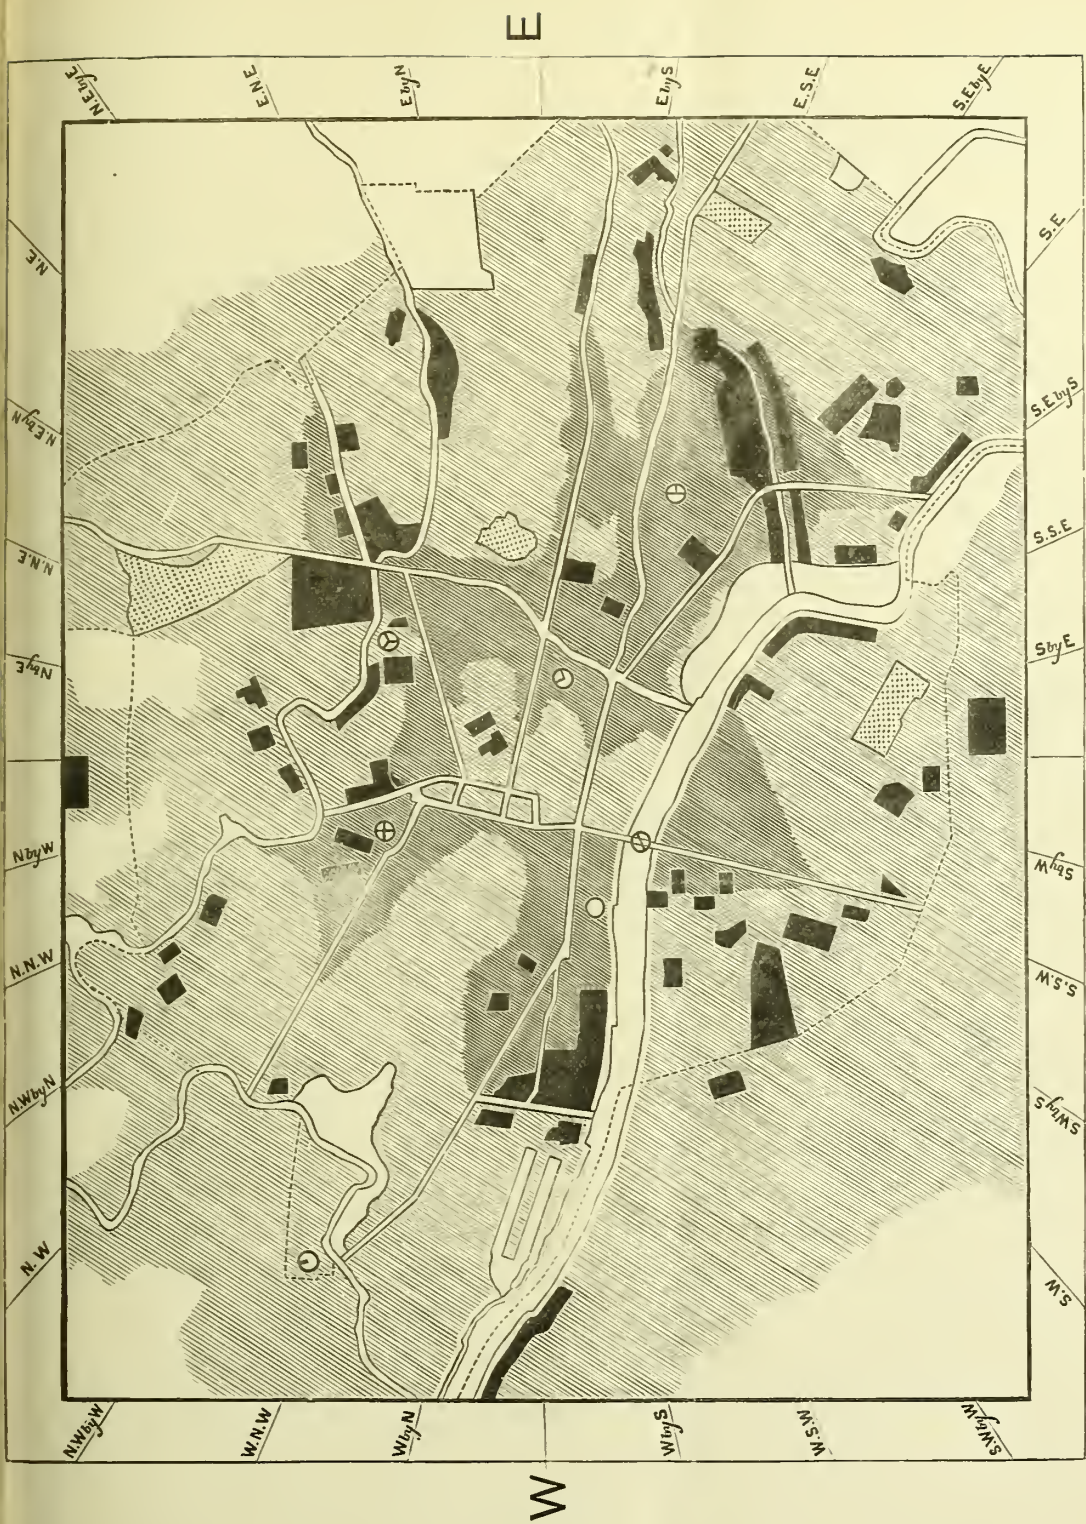 E
N.E by E
E.N.E
E by N
E by S
E.S.E
S.E by E
N.E
S.E
N.E by N
S.E by S
N.N.E
S.S.E
N by E
S by E
N by W
S by W
N.N.W
S.S.W
N.W by N
S.W by S
N.W
S.W
N.W by W
W.N.W
W by N
W by S
W.S.W
S.W by W
W